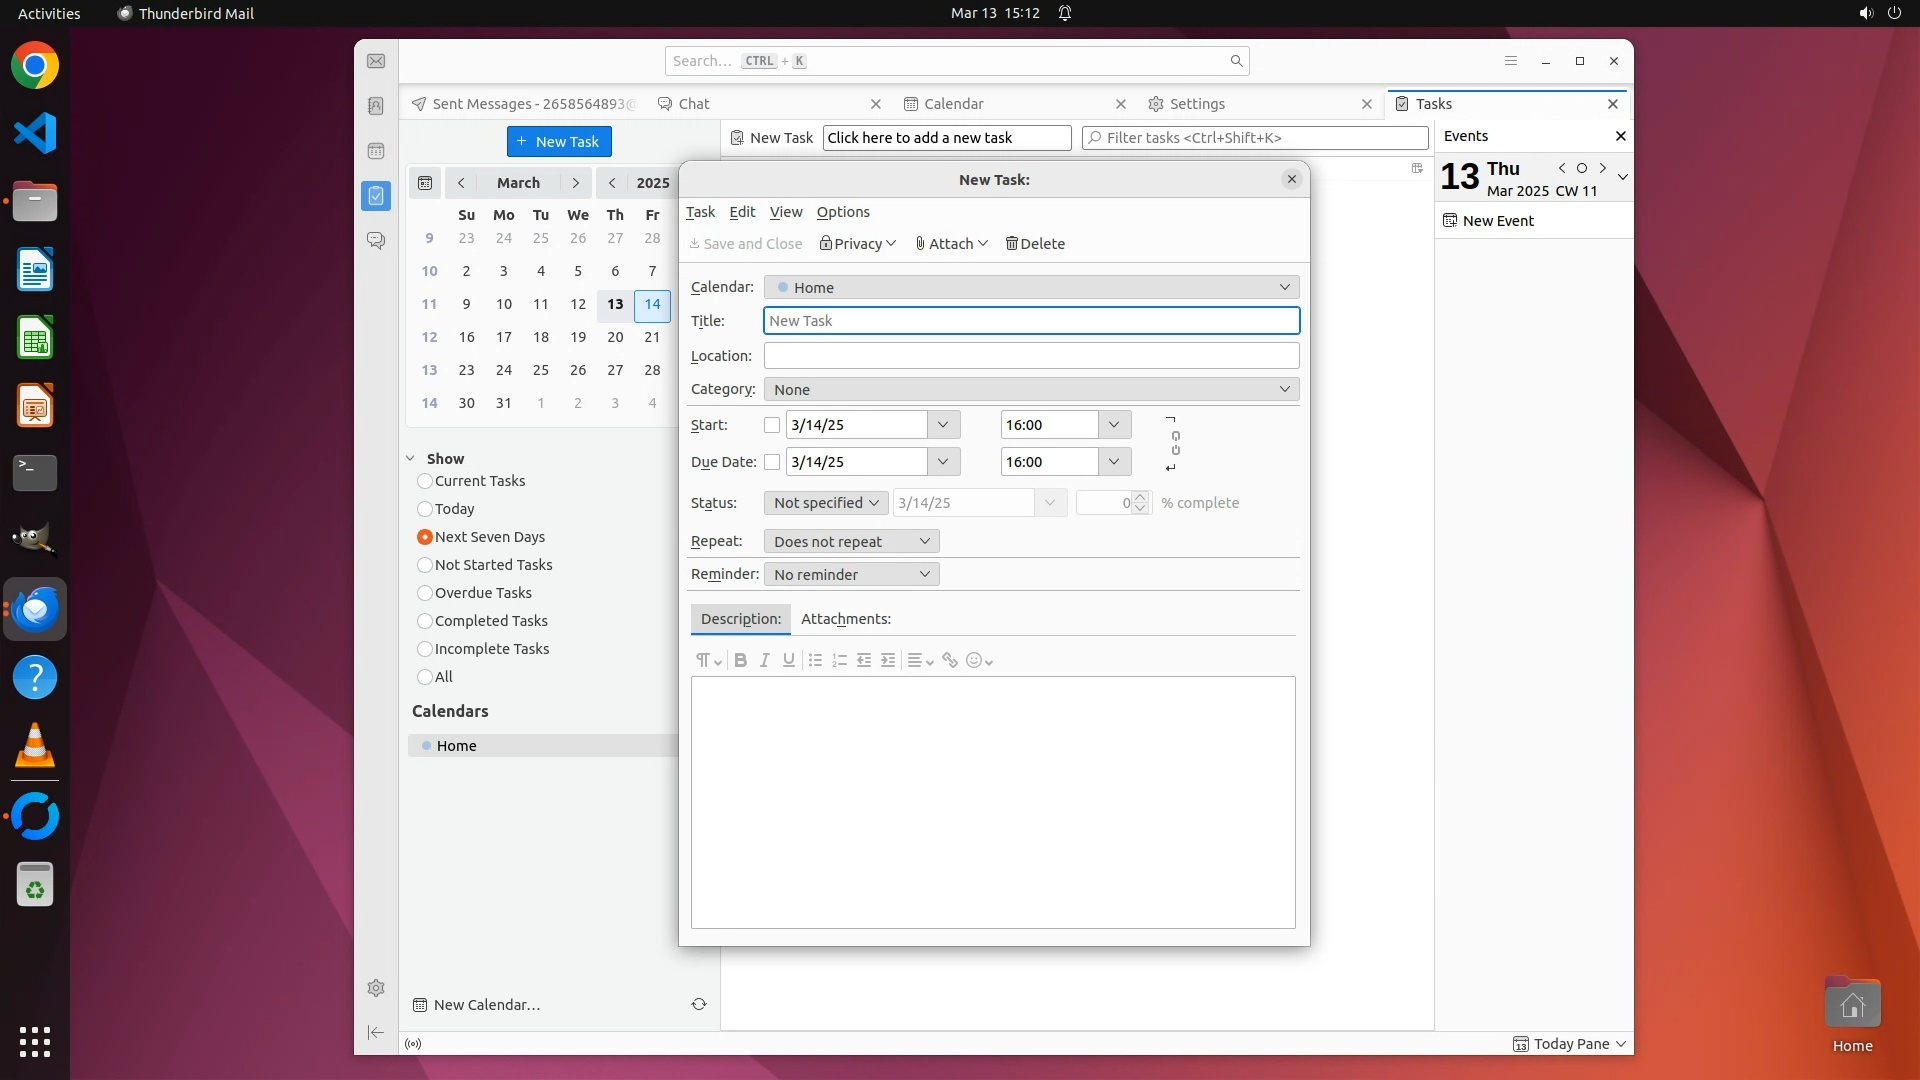 Activities
Thunderbird Mail
Mar 13 15:12
Search… CTRL + K
Sent Messages - 2658564893@
Chat
Calendar
Settings
Tasks
+ New Task
New Task
Click here to add a new task
Filter tasks <Ctrl+Shift+K>
Events
March
2025
Su Mo Tu We Th Fr
9 23 24 25 26 27 28
10 2 3 4 5 6 7
11 9 10 11 12 13 14
12 16 17 18 19 20 21
13 23 24 25 26 27 28
14 30 31 1 2 3 4
Show
Current Tasks
Today
Next Seven Days
Not Started Tasks
Overdue Tasks
Completed Tasks
Incomplete Tasks
All
Calendars
Home
New Calendar…
New Task:
Task Edit View Options
Save and Close Privacy Attach Delete
Calendar: Home
Title: New Task
Location:
Category: None
Start: 3/14/25 16:00
Due Date: 3/14/25 16:00
Status: Not specified 3/14/25 0 % complete
Repeat: Does not repeat
Reminder: No reminder
Description: Attachments:
13 Thu
Mar 2025 CW 11
New Event
13 Today Pane
Home